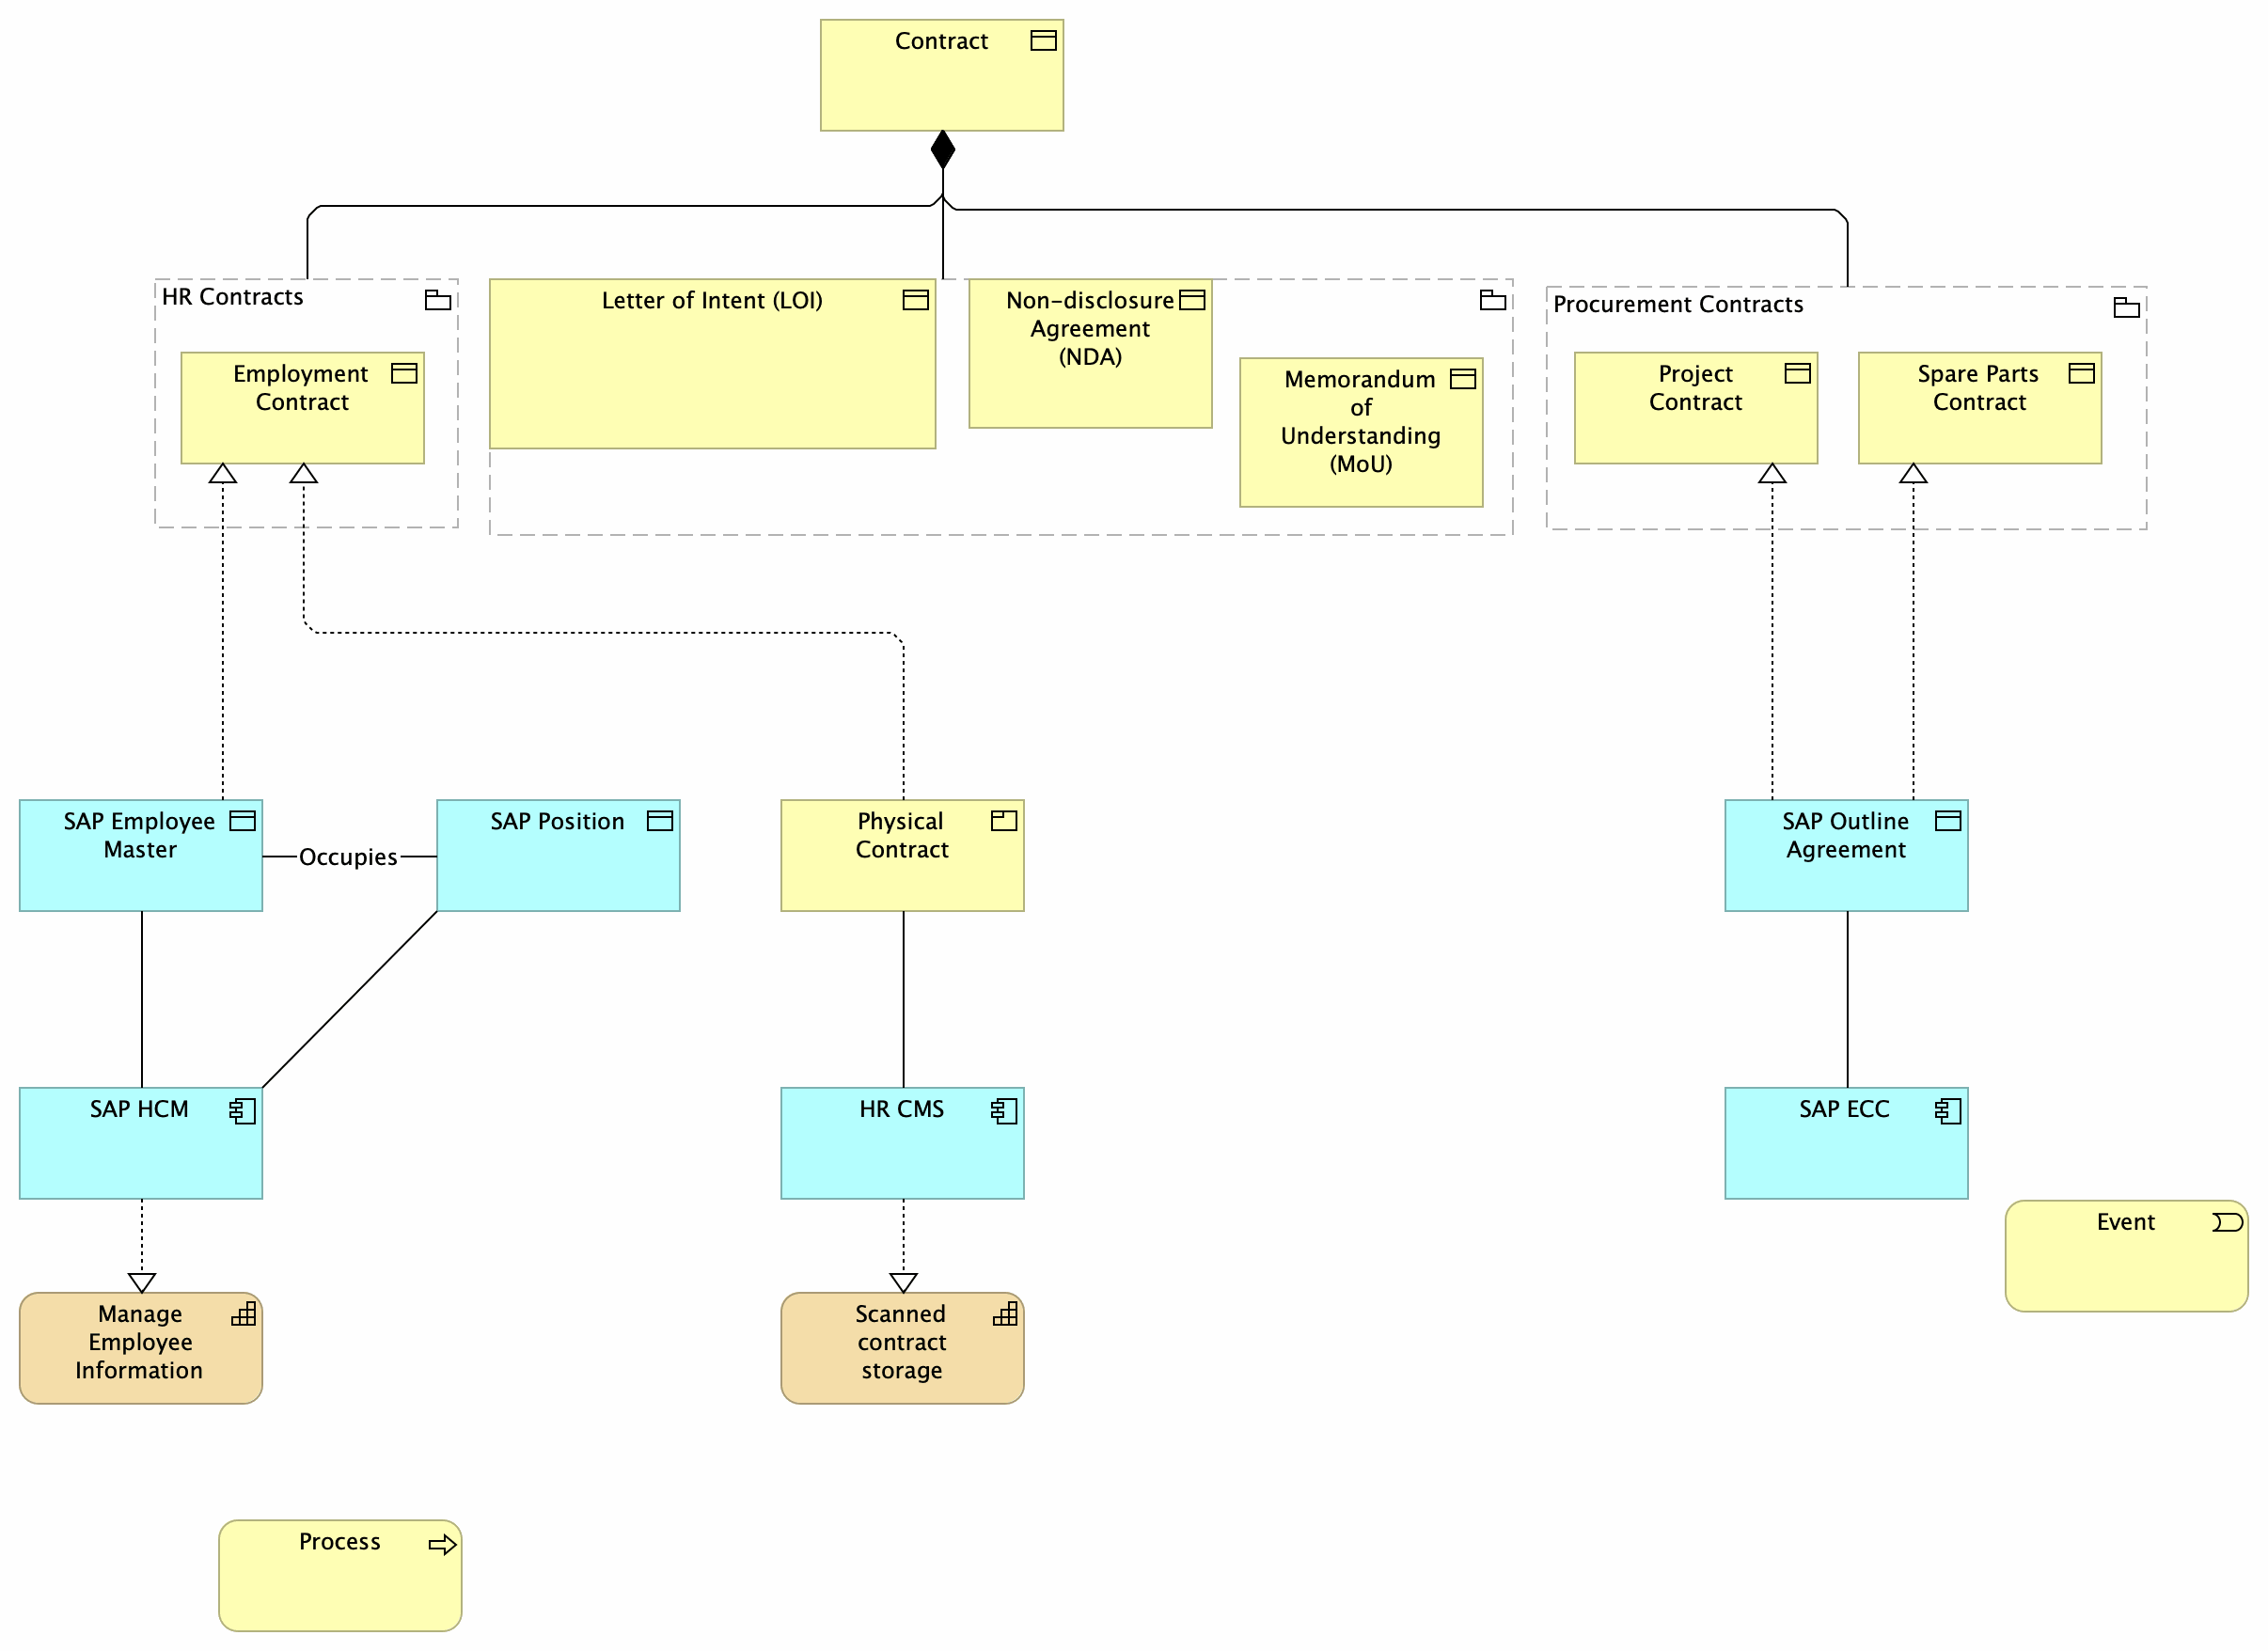 Contract
HR Contracts
Employment
Contract
Letter of Intent (LOI)
Non-disclosure
Agreement
(NDA)
Memorandum
of
Understanding
(MoU)
Procurement Contracts
Project
Contract
Spare Parts
Contract
SAP Employee
Master
Occupies
SAP Position
Physical
Contract
SAP Outline
Agreement
SAP HCM
HR CMS
SAP ECC
Event
Manage
Employee
Information
Scanned
contract
storage
Process